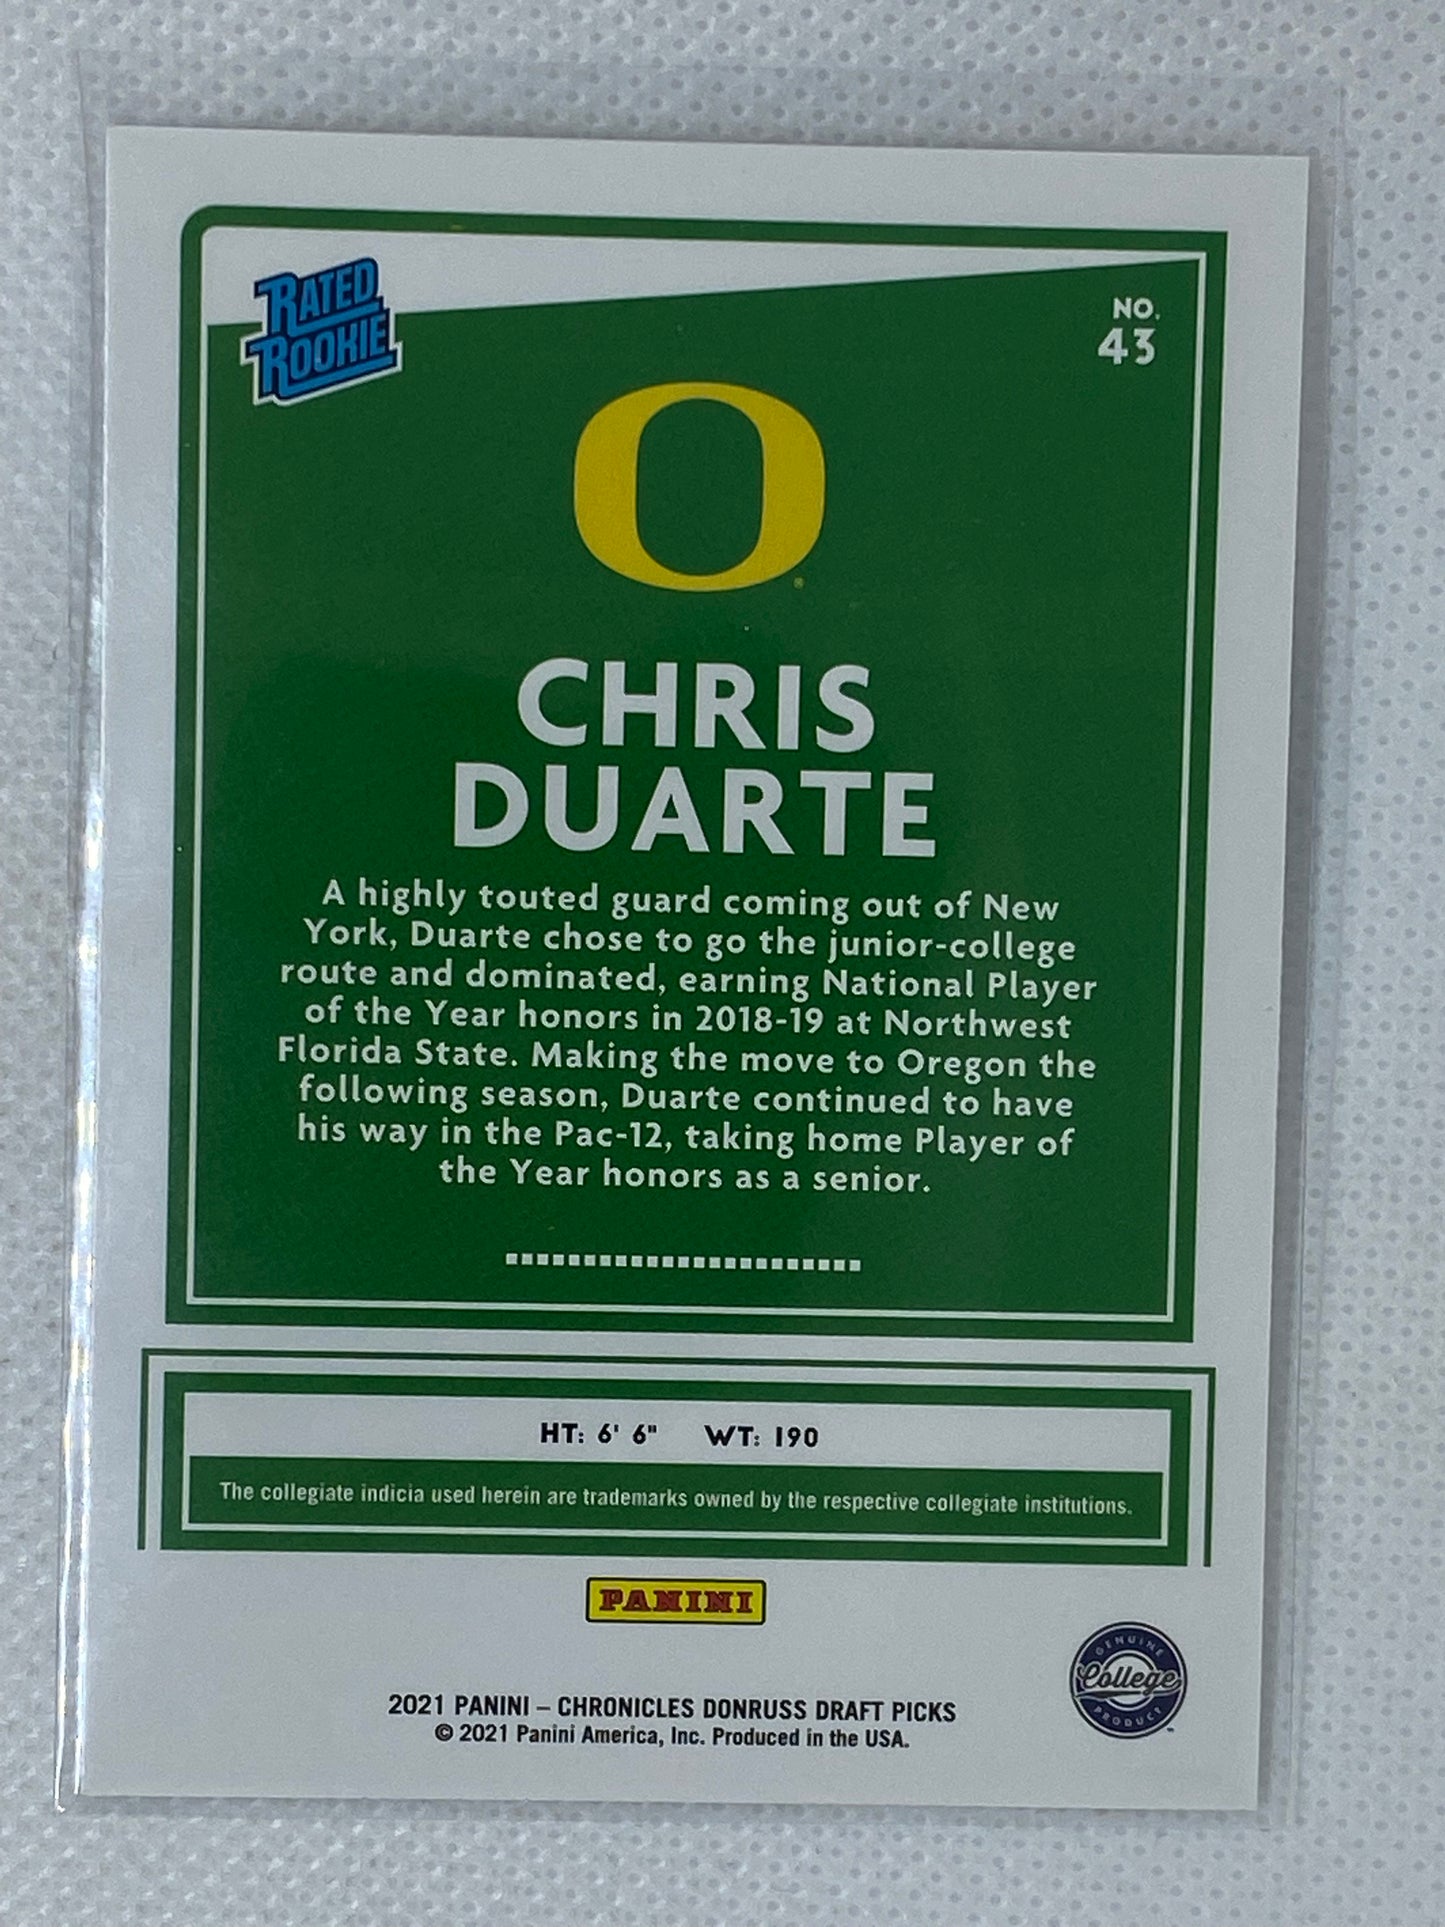 RATED
ROOKIE
NO.
43
O
CHRIS
DUARTE
A highly touted guard coming out of New
York, Duarte chose to go the junior-college
route and dominated, earning National Player
of the Year honors in 2018-19 at Northwest
Florida State. Making the move to Oregon the
following season, Duarte continued to have
his way in the Pac-12, taking home Player of
the Year honors as a senior.
HT: 6' 6" WT: 190
The collegiate indicia used herein are trademarks owned by the respective collegiate institutions.
PANINI
GENUINE
College
PRODUCT
2021 PANINI – CHRONICLES DONRUSS DRAFT PICKS
© 2021 Panini America, Inc. Produced in the USA.